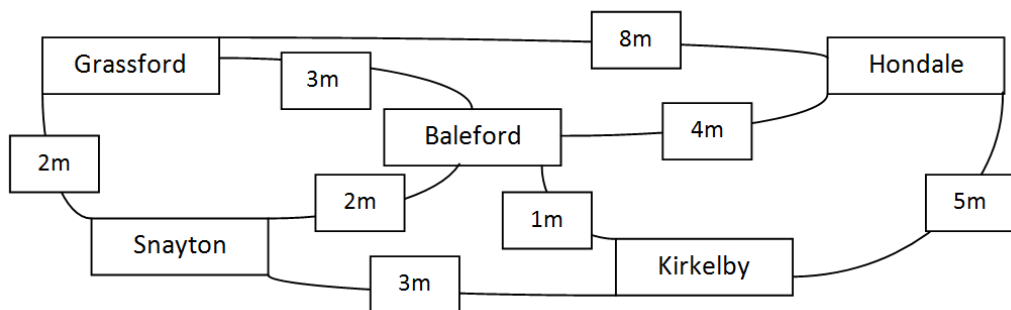 8m
Grassford
Hondale
3m
Baleford
4m
2m
2m
1m
5m
Snayton
Kirkelby
3m